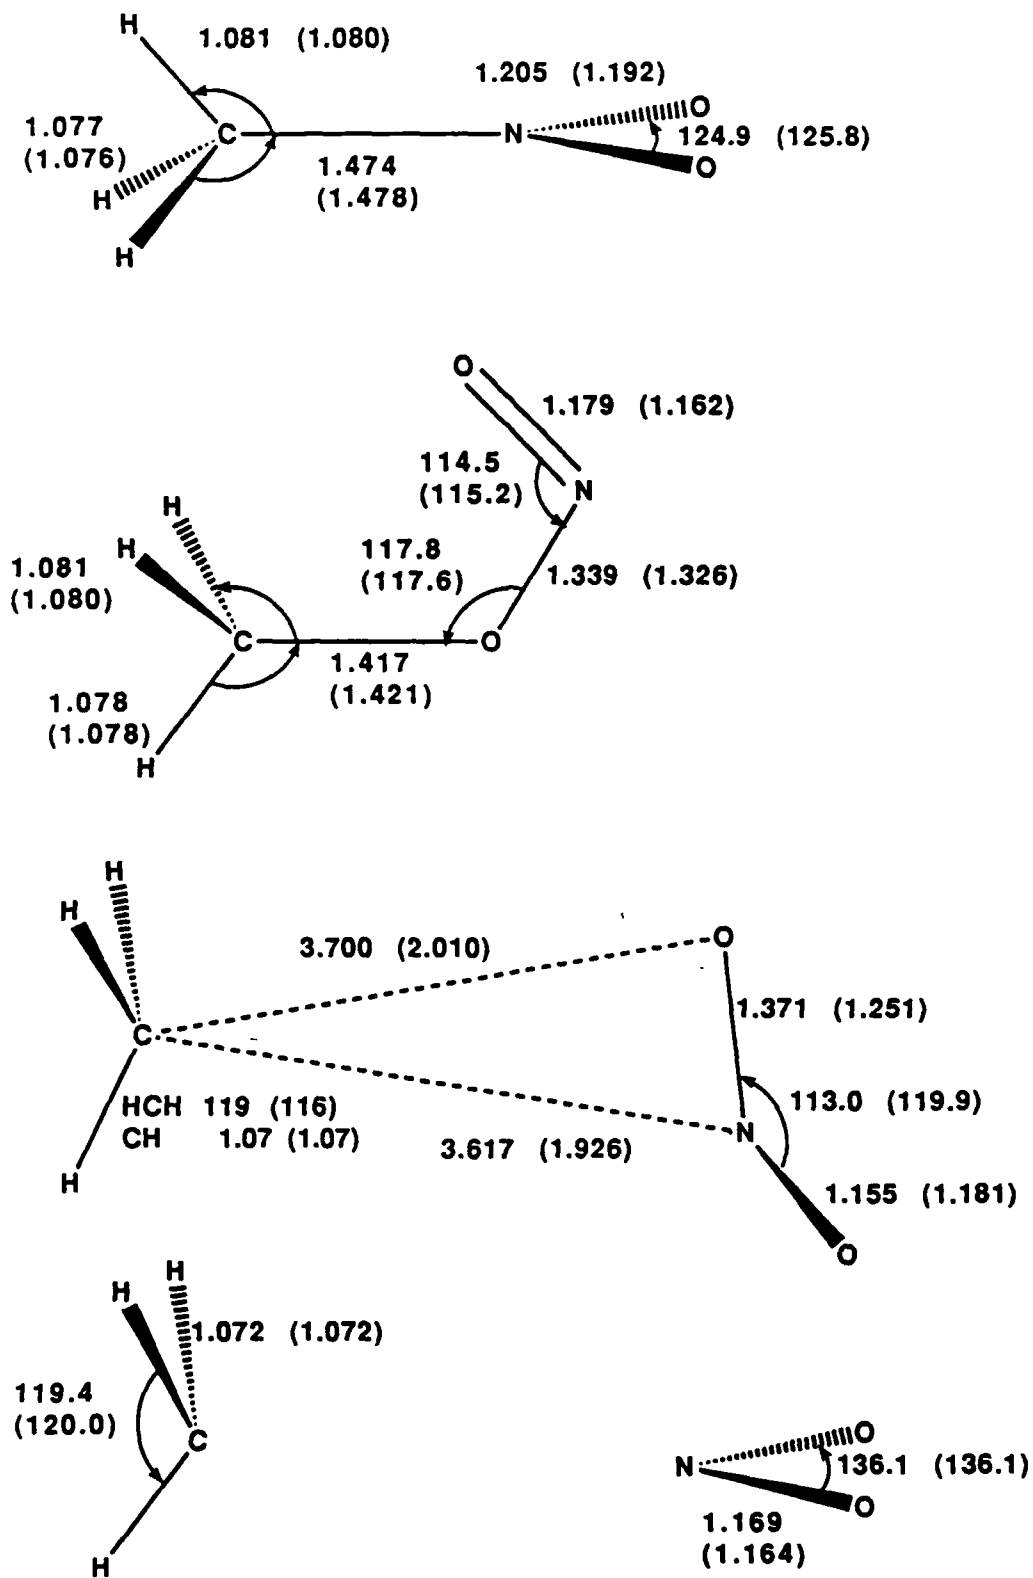 H
1.081 (1.080)
1.205 (1.192)
O
1.077
(1.076)
C
N
124.9 (125.8)
O
1.474
(1.478)
H
H
O
1.179 (1.162)
114.5
(115.2)
N
H
H
117.8
(117.6)
1.339 (1.326)
1.081
(1.080)
C
O
1.417
(1.421)
1.078
(1.078)
H
H
H
3.700 (2.010)
O
1.371 (1.251)
C
HCH 119 (116)
CH 1.07 (1.07)
113.0 (119.9)
N
3.617 (1.926)
H
1.155 (1.181)
O
H
H
1.072 (1.072)
119.4
(120.0)
C
O
N
136.1 (136.1)
O
1.169
(1.164)
H